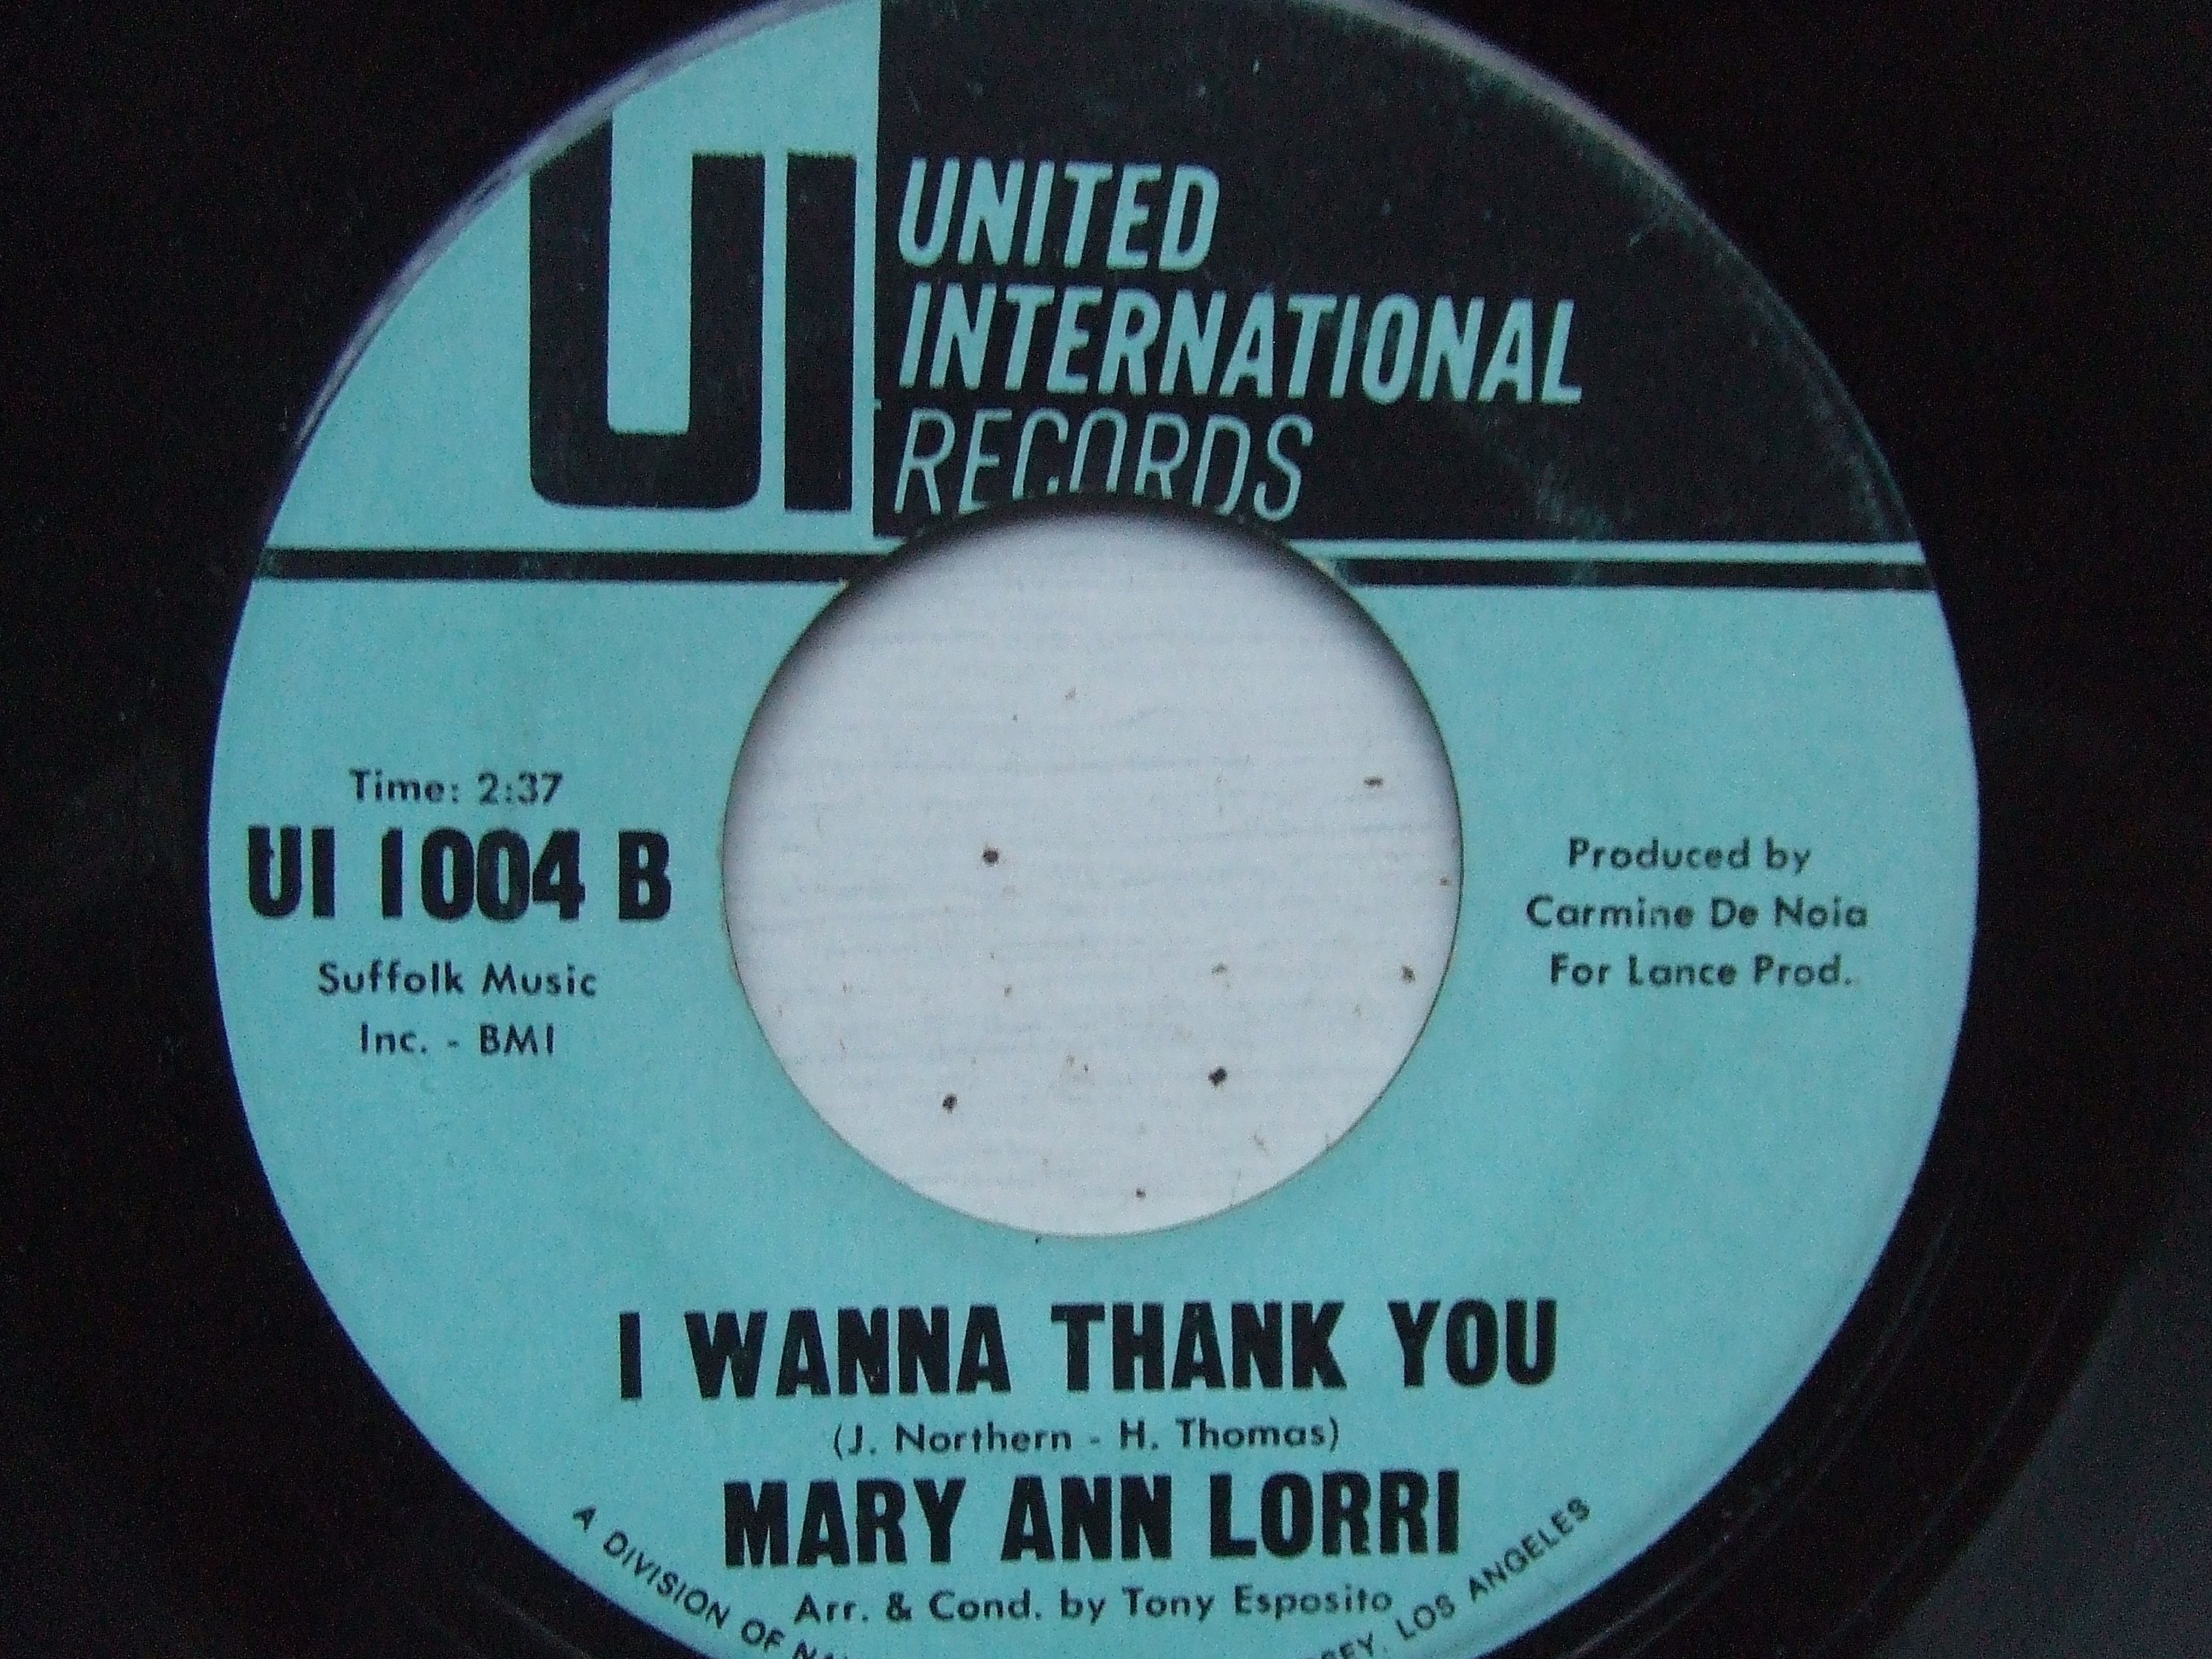 UI
UNITED
INTERNATIONAL
RECORDS
Time: 2:37
UI 1004 B
Suffolk Music
Inc. - BMI
Produced by
Carmine De Noia
For Lance Prod.
I WANNA THANK YOU
(J. Northern - H. Thomas)
MARY ANN LORRI
Arr. & Cond. by Tony Esposito
A DIVISION OF
LOS ANGELES